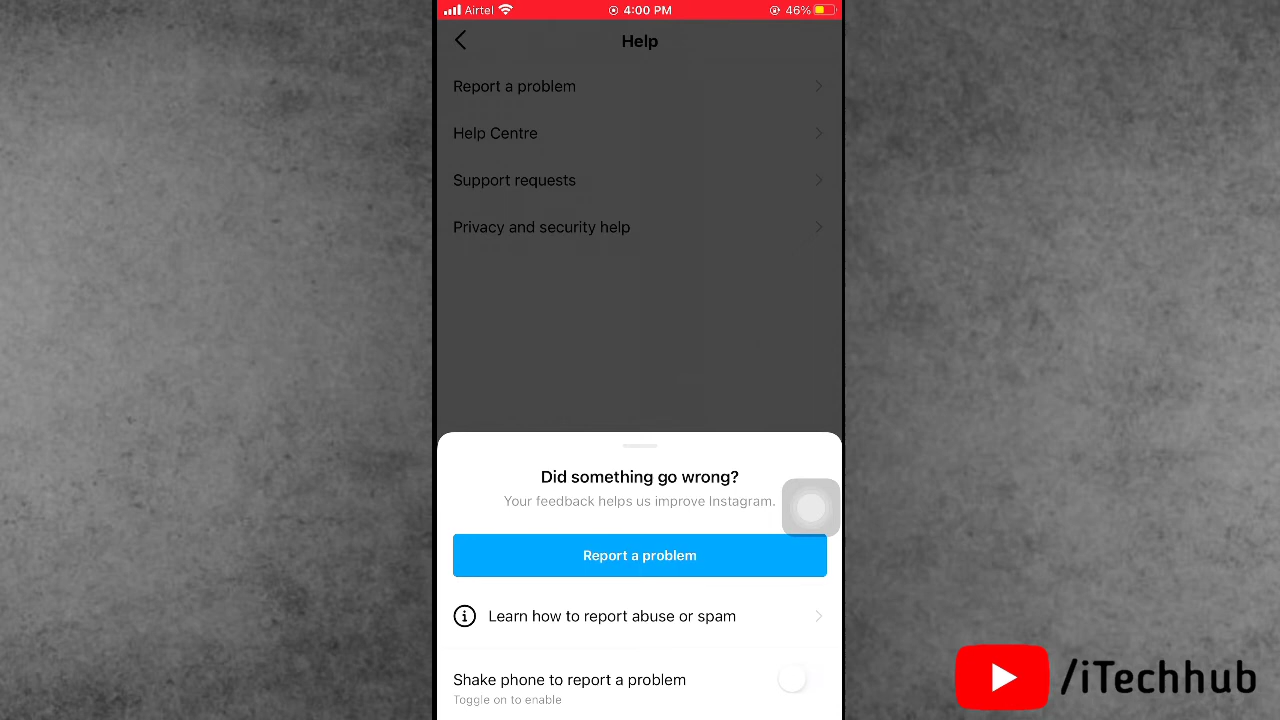 Airtel 4:00 PM 46%
Help
Report a problem
Help Centre
Support requests
Privacy and security help
Did something go wrong?
Your feedback helps us improve Instagram.
Report a problem
Learn how to report abuse or spam
Shake phone to report a problem
Toggle on to enable
/iTechhub